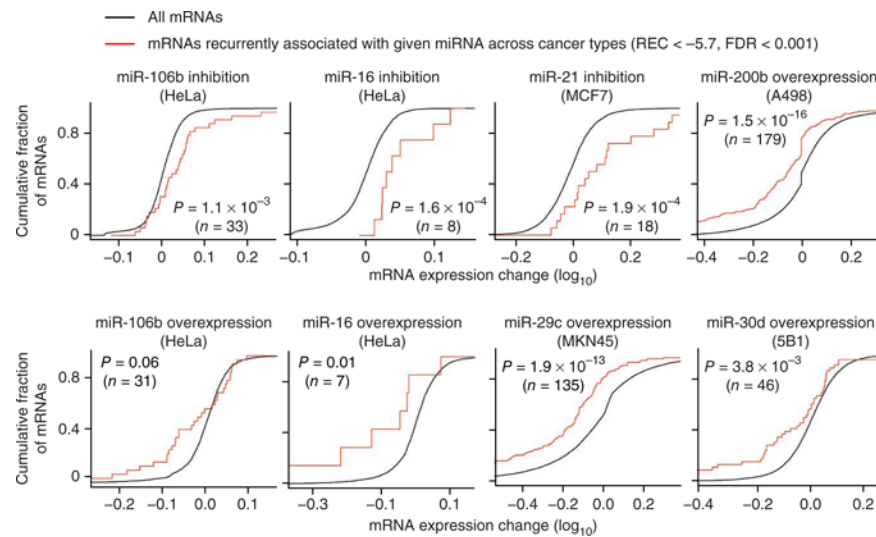 All mRNAs
mRNAs recurrently associated with given miRNA across cancer types (REC < –5.7, FDR < 0.001)
miR-106b inhibition
(HeLa)
miR-16 inhibition
(HeLa)
miR-21 inhibition
(MCF7)
miR-200b overexpression
(A498)
Cumulative fraction
of mRNAs
0.8
0.4
0
P = 1.1 × 10⁻³
(n = 33)
P = 1.6 × 10⁻⁴
(n = 8)
P = 1.9 × 10⁻⁴
(n = 18)
P = 1.5 × 10⁻¹⁶
(n = 179)
−0.1 0 0.1 0.2
−0.1 0 0.1
−0.2 0 0.2
−0.4 −0.2 0 0.2
mRNA expression change (log₁₀)
miR-106b overexpression
(HeLa)
miR-16 overexpression
(HeLa)
miR-29c overexpression
(MKN45)
miR-30d overexpression
(5B1)
Cumulative fraction
of mRNAs
0.8
0.4
0
P = 0.06
(n = 31)
P = 0.01
(n = 7)
P = 1.9 × 10⁻¹³
(n = 135)
P = 3.8 × 10⁻³
(n = 46)
−0.2 −0.1 0.0 0.1
−0.3 −0.1 0.1
−0.4 −0.2 0.0 0.2 0.4
−0.4 −0.2 0.0 0.2
mRNA expression change (log₁₀)